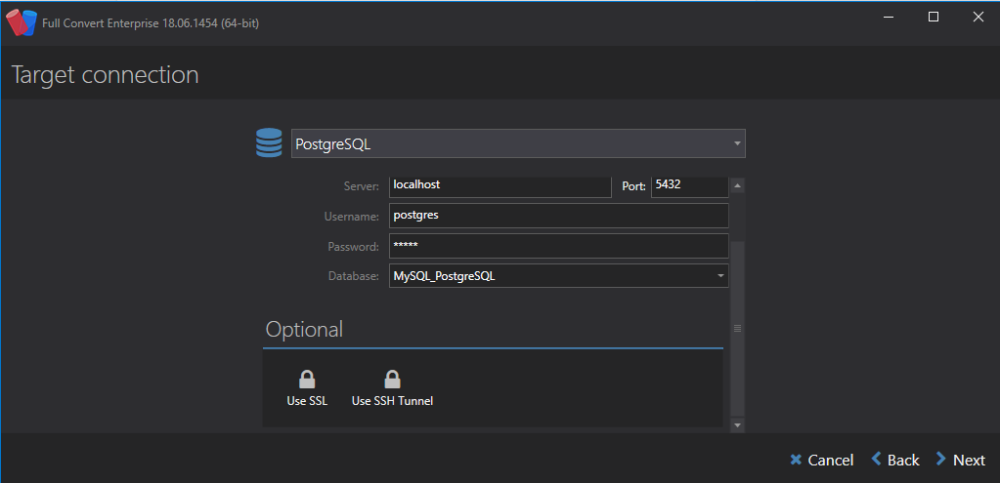 Full Convert Enterprise 18.06.1454 (64-bit)
Target connection
PostgreSQL
Server: localhost Port: 5432
Username: postgres
Password: *****
Database: MySQL_PostgreSQL
Optional
Use SSL Use SSH Tunnel
Cancel Back Next